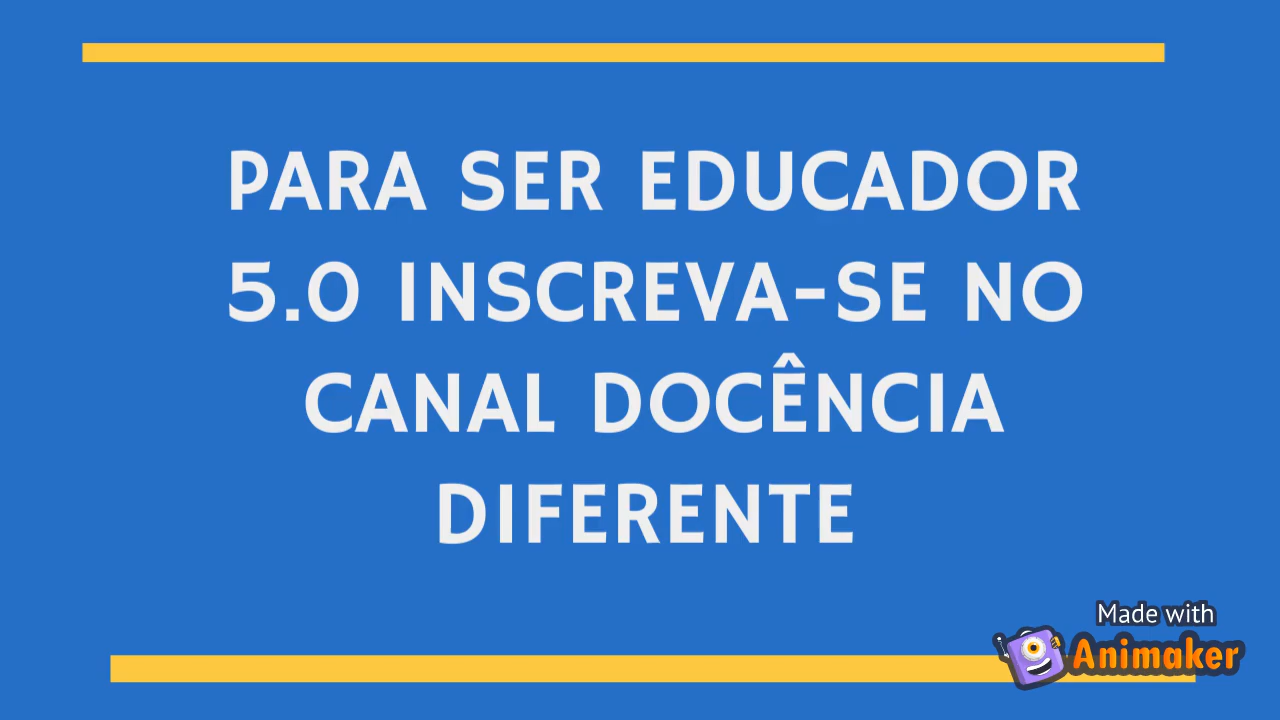 PARA SER EDUCADOR
5.0 INSCREVA-SE NO
CANAL DOCÊNCIA
DIFERENTE
Made with
Animaker